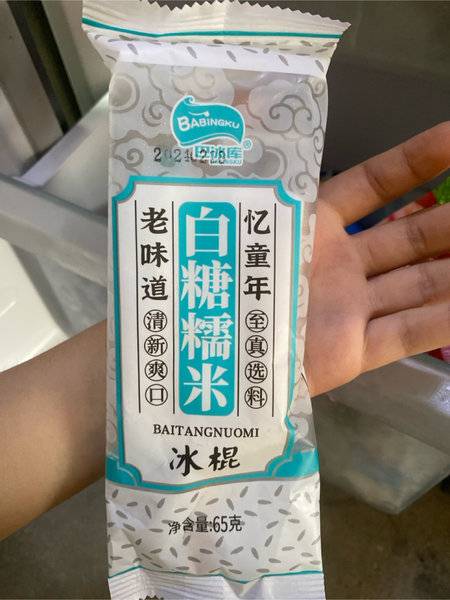 BABINGKU
巴冰库®
老味道
清新爽口
白糖糯米
忆童年
至真选料
BAITANGNUOMI
冰棍
净含量:65克